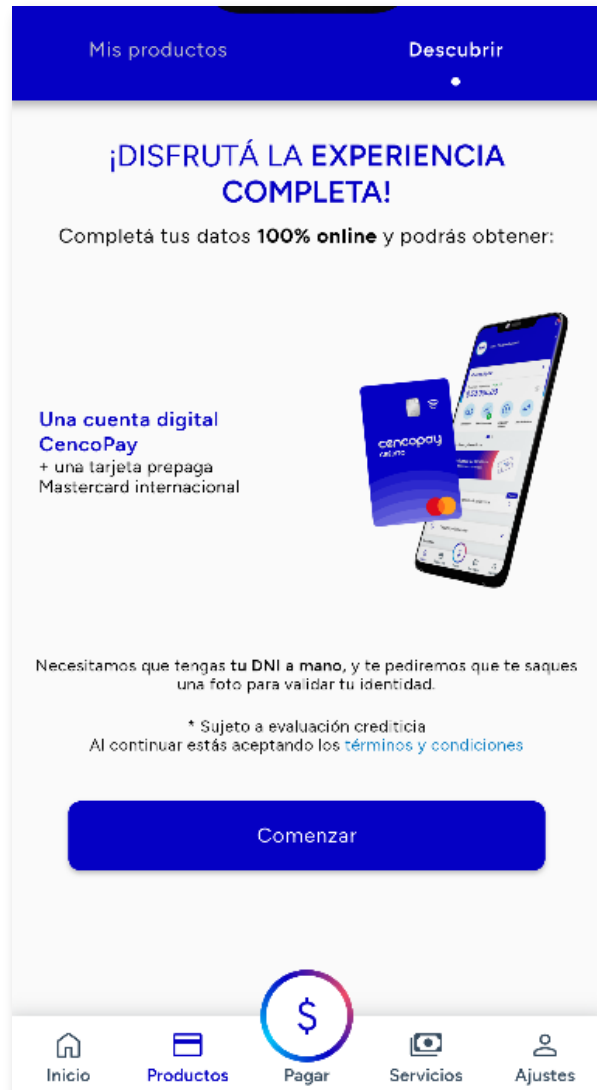 Mis productos
Descubrir
¡DISFRUTÁ LA EXPERIENCIA
COMPLETA!
Completá tus datos 100% online y podrás obtener:
Una cuenta digital
CencoPay
+ una tarjeta prepaga
Mastercard internacional
cencopay
Necesitamos que tengas tu DNI a mano, y te pediremos que te saques
una foto para validar tu identidad.
* Sujeto a evaluación crediticia
Al continuar estás aceptando los términos y condiciones
Comenzar
$
Inicio
Productos
Pagar
Servicios
Ajustes